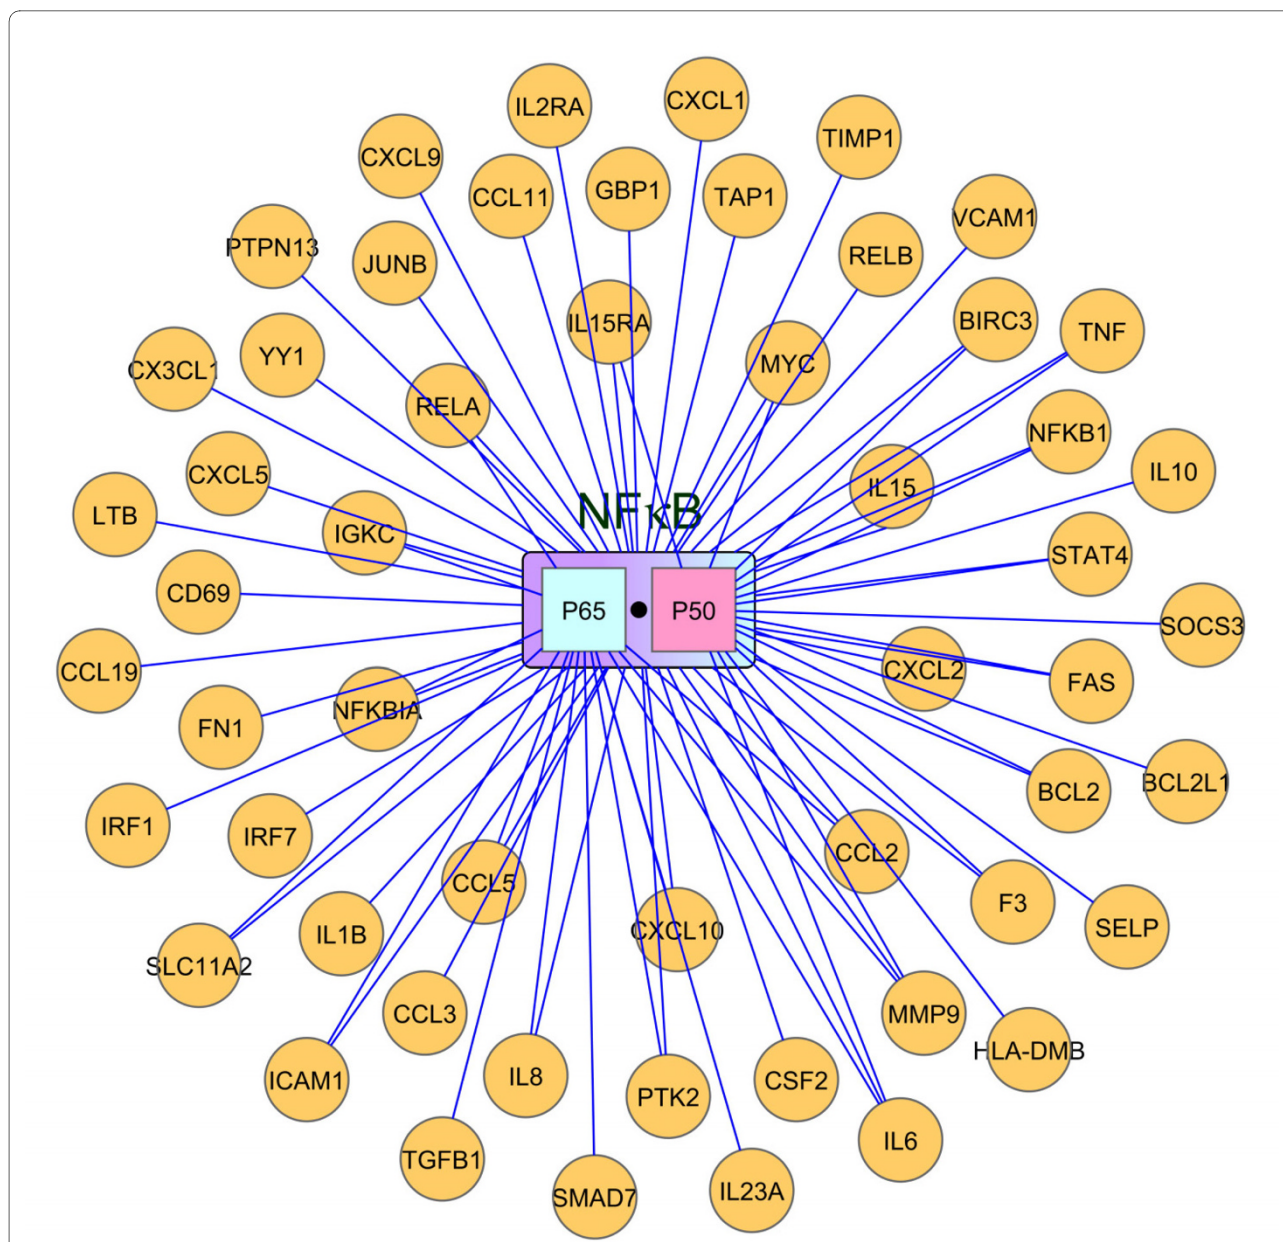 CXCL1
IL2RA
TIMP1
CXCL9
GBP1
TAP1
CCL11
VCAM1
PTPN13
JUNB
RELB
IL15RA
BIRC3
TNF
YY1
MYC
CX3CL1
RELA
NFKB1
IL10
CXCL5
IL15
NFκB
LTB
IGKC
STAT4
CD69
P65
P50
SOCS3
CCL19
CXCL2
FAS
NFKBIA
FN1
BCL2L1
BCL2
IRF1
IRF7
CCL2
CCL5
F3
SELP
IL1B
CXCL10
SLC11A2
CCL3
MMP9
HLA-DMB
IL8
ICAM1
CSF2
PTK2
IL6
TGFB1
IL23A
SMAD7